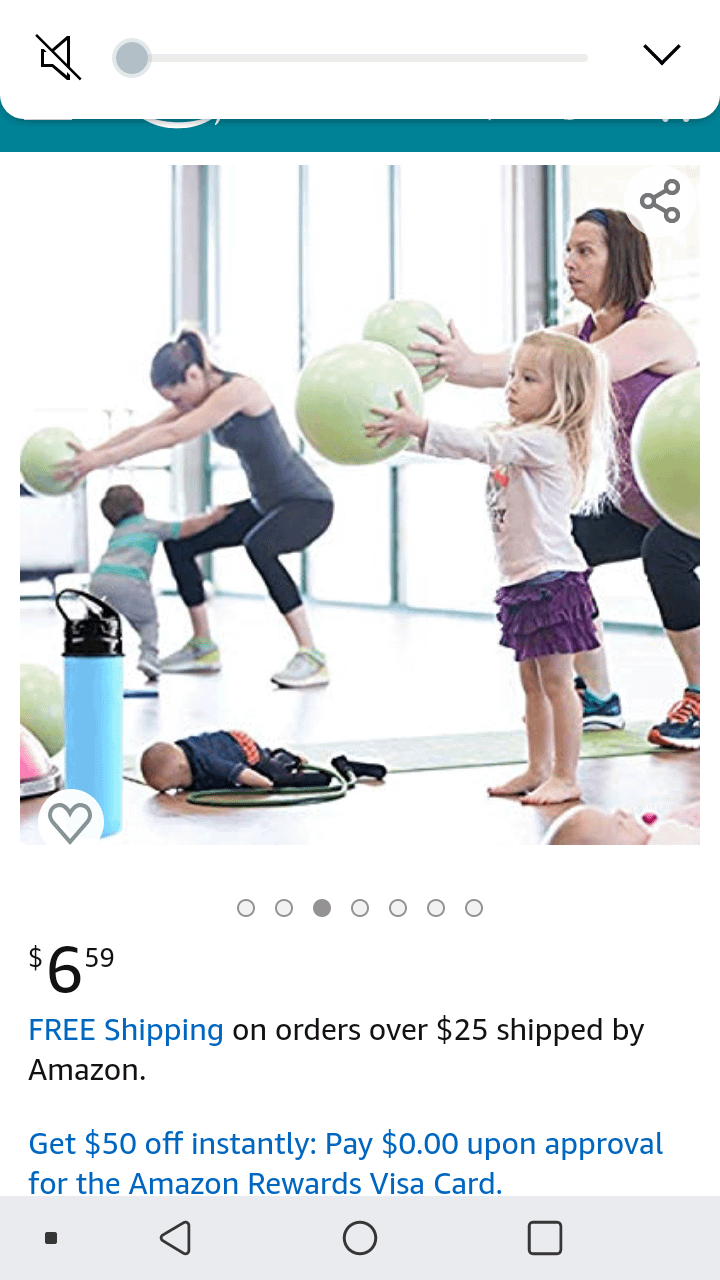 $6 59
FREE Shipping on orders over $25 shipped by
Amazon.
Get $50 off instantly: Pay $0.00 upon approval
for the Amazon Rewards Visa Card.